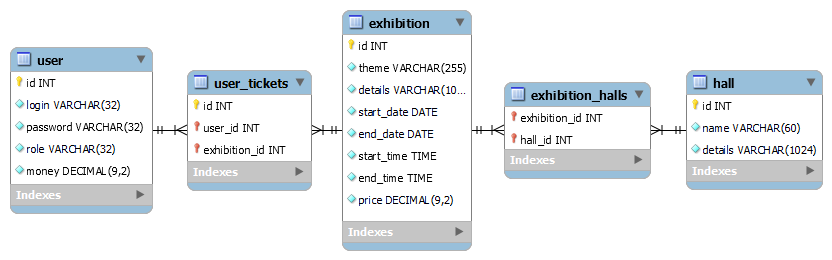 user
id INT
login VARCHAR(32)
password VARCHAR(32)
role VARCHAR(32)
money DECIMAL(9,2)
Indexes
user_tickets
id INT
user_id INT
exhibition_id INT
Indexes
exhibition
id INT
theme VARCHAR(255)
details VARCHAR(10...
start_date DATE
end_date DATE
start_time TIME
end_time TIME
price DECIMAL(9,2)
Indexes
exhibition_halls
exhibition_id INT
hall_id INT
Indexes
hall
id INT
name VARCHAR(60)
details VARCHAR(1024)
Indexes